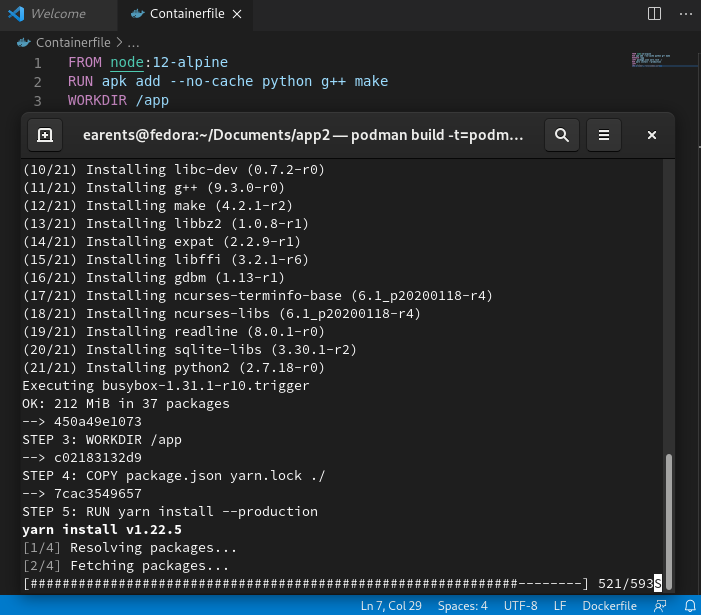 Welcome
Containerfile
Containerfile > ...
1 FROM node:12-alpine
2 RUN apk add --no-cache python g++ make
3 WORKDIR /app
earents@fedora:~/Documents/app2 — podman build -t=podm...
(10/21) Installing libc-dev (0.7.2-r0)
(11/21) Installing g++ (9.3.0-r0)
(12/21) Installing make (4.2.1-r2)
(13/21) Installing libbz2 (1.0.8-r1)
(14/21) Installing expat (2.2.9-r1)
(15/21) Installing libffi (3.2.1-r6)
(16/21) Installing gdbm (1.13-r1)
(17/21) Installing ncurses-terminfo-base (6.1_p20200118-r4)
(18/21) Installing ncurses-libs (6.1_p20200118-r4)
(19/21) Installing readline (8.0.1-r0)
(20/21) Installing sqlite-libs (3.30.1-r2)
(21/21) Installing python2 (2.7.18-r0)
Executing busybox-1.31.1-r10.trigger
OK: 212 MiB in 37 packages
--> 450a49e1073
STEP 3: WORKDIR /app
--> c02183132d9
STEP 4: COPY package.json yarn.lock ./
--> 7cac3549657
STEP 5: RUN yarn install --production
yarn install v1.22.5
[1/4] Resolving packages...
[2/4] Fetching packages...
[##############################################################--------] 521/593S
Ln 7, Col 29 Spaces: 4 UTF-8 LF Dockerfile